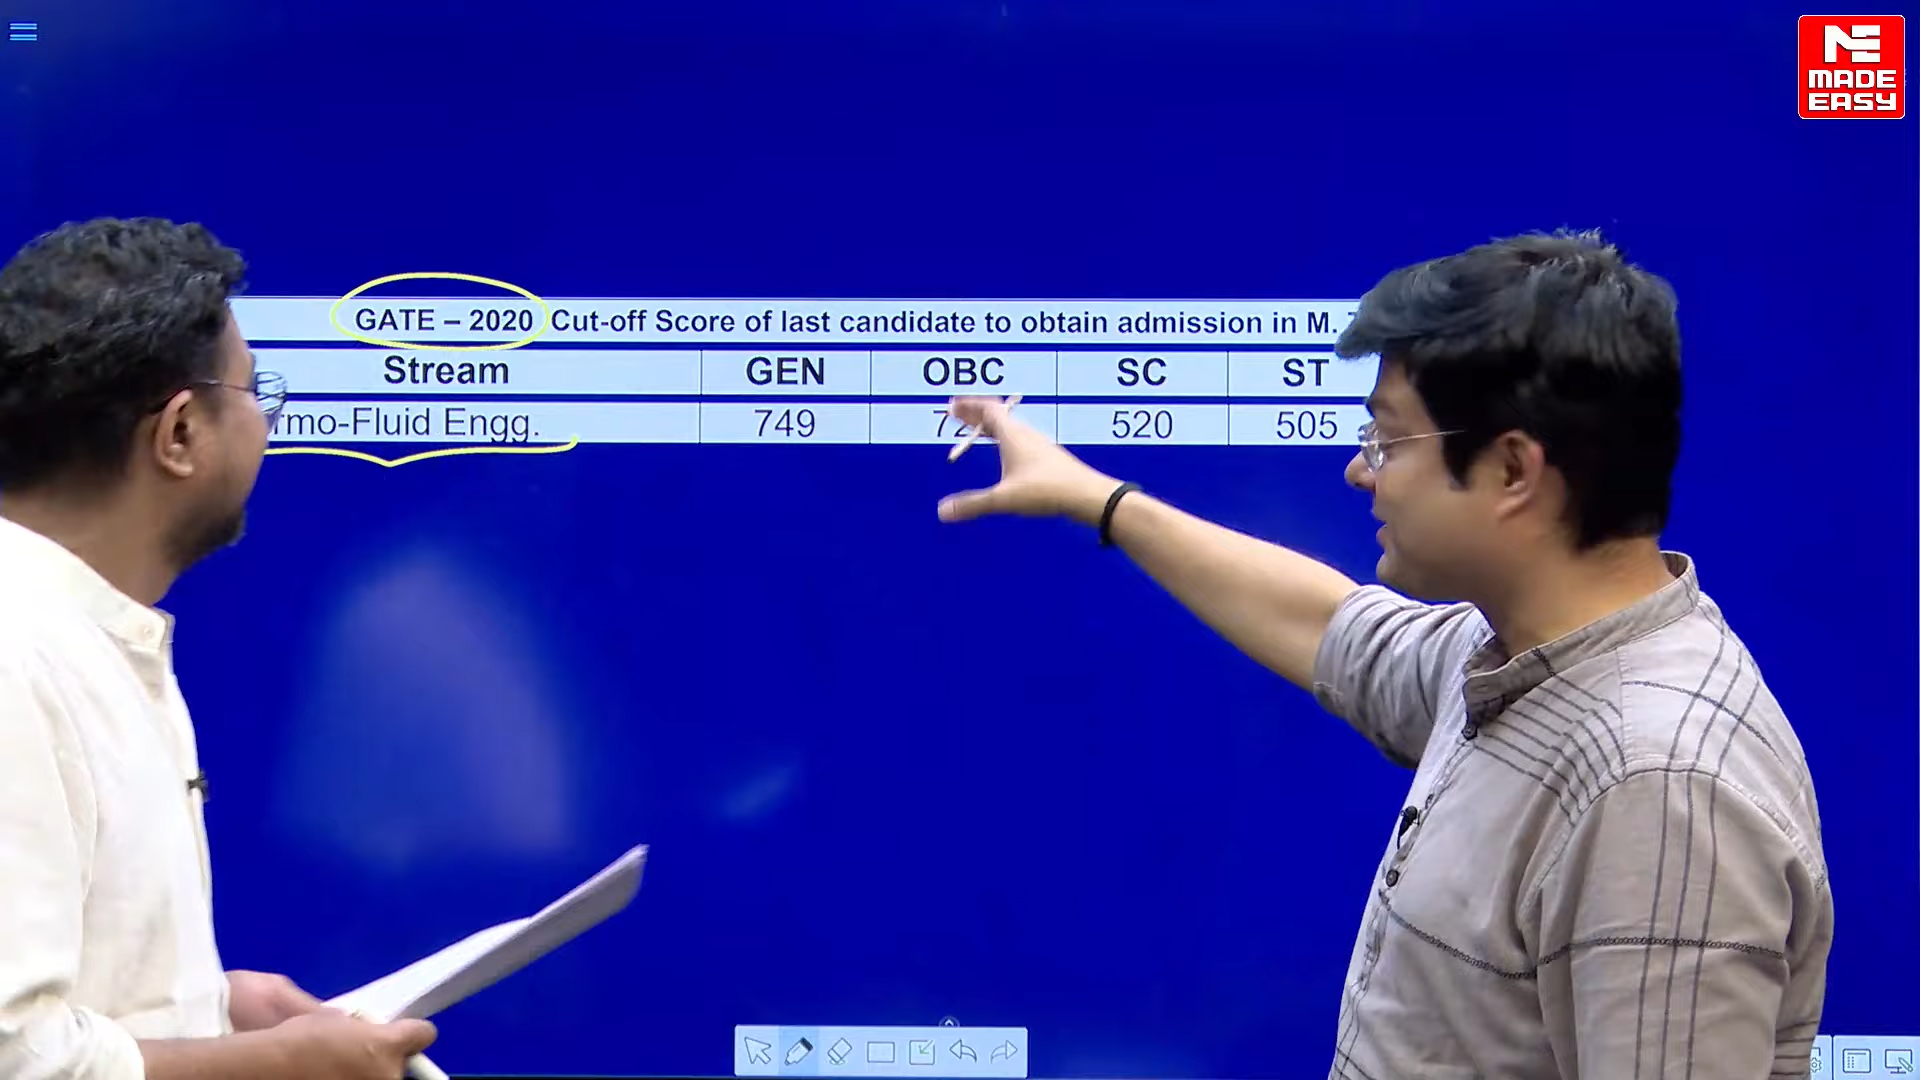 MADE
EASY
GATE – 2020 Cut-off Score of last candidate to obtain admission in M.
Stream GEN OBC SC ST
rmo-Fluid Engg. 749 520 505